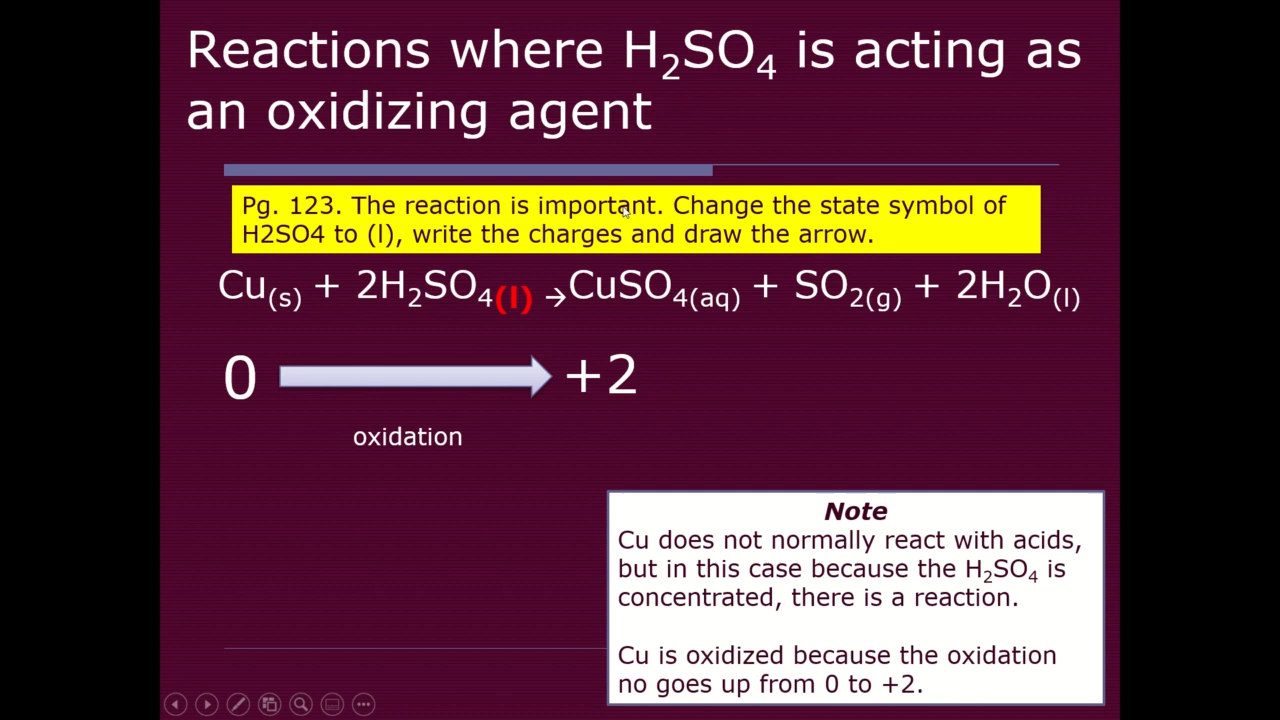 Reactions where H₂SO₄ is acting as
an oxidizing agent
Pg. 123. The reaction is important. Change the state symbol of
H2SO4 to (l), write the charges and draw the arrow.
Cu₍s₎ + 2H₂SO₄(l) →CuSO₄(aq) + SO₂(g) + 2H₂O(l)
0 +2
oxidation
Note
Cu does not normally react with acids,
but in this case because the H₂SO₄ is
concentrated, there is a reaction.
Cu is oxidized because the oxidation
no goes up from 0 to +2.